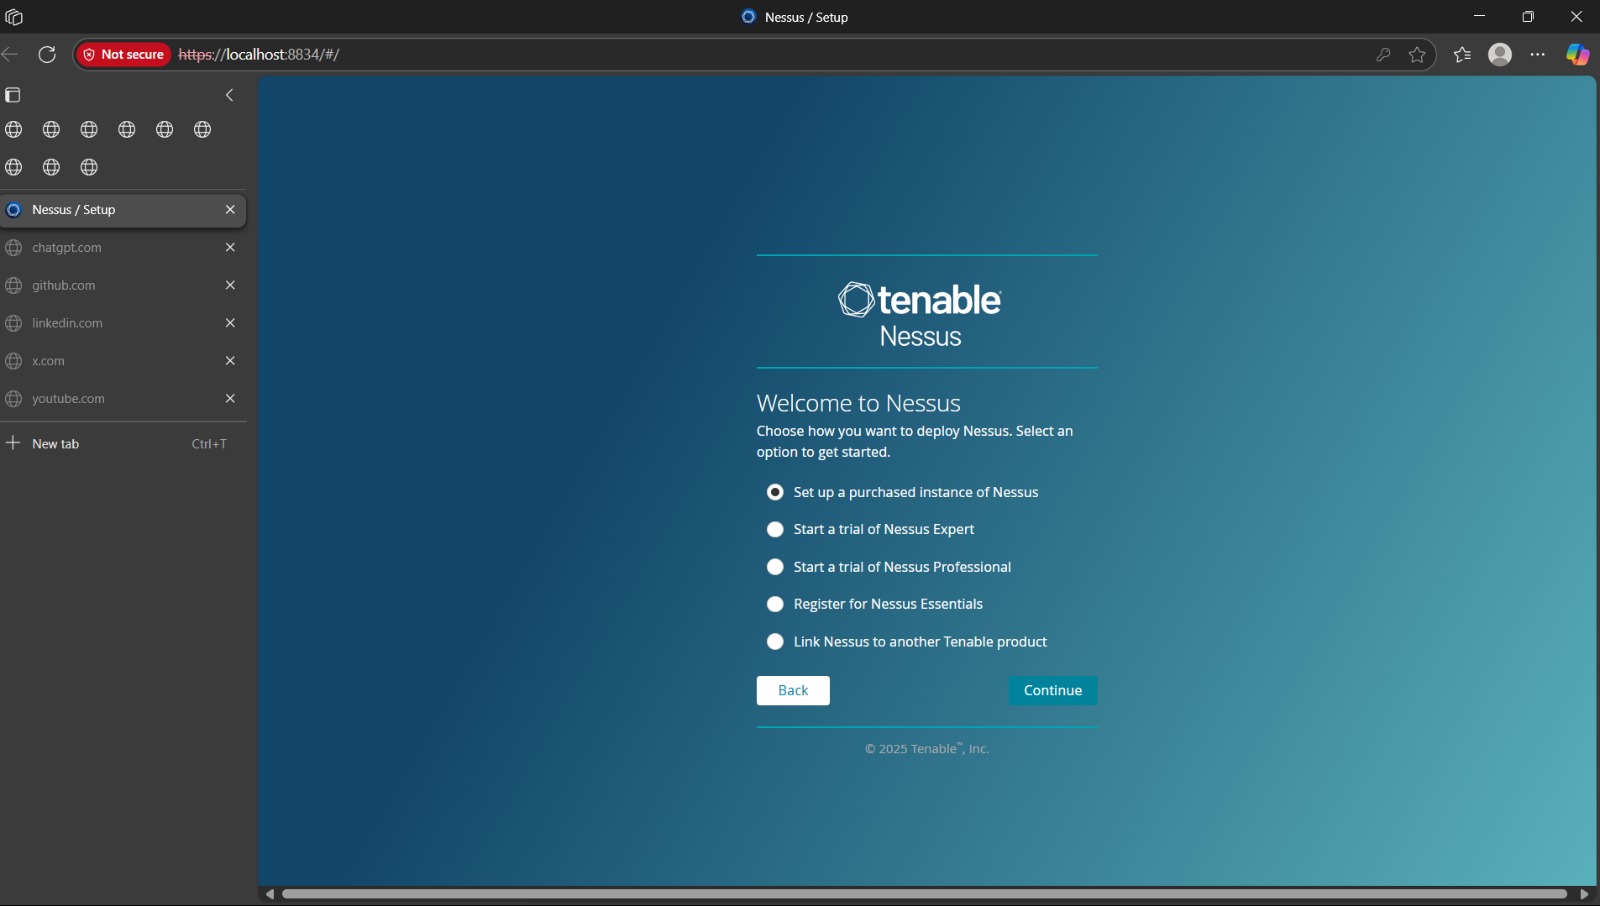 Nessus / Setup
Not secure
https://localhost:8834/#/
Nessus / Setup
chatgpt.com
github.com
linkedin.com
x.com
youtube.com
New tab
Ctrl+T
tenable
Nessus
Welcome to Nessus
Choose how you want to deploy Nessus. Select an
option to get started.
Set up a purchased instance of Nessus
Start a trial of Nessus Expert
Start a trial of Nessus Professional
Register for Nessus Essentials
Link Nessus to another Tenable product
Back
Continue
© 2025 Tenable™, Inc.